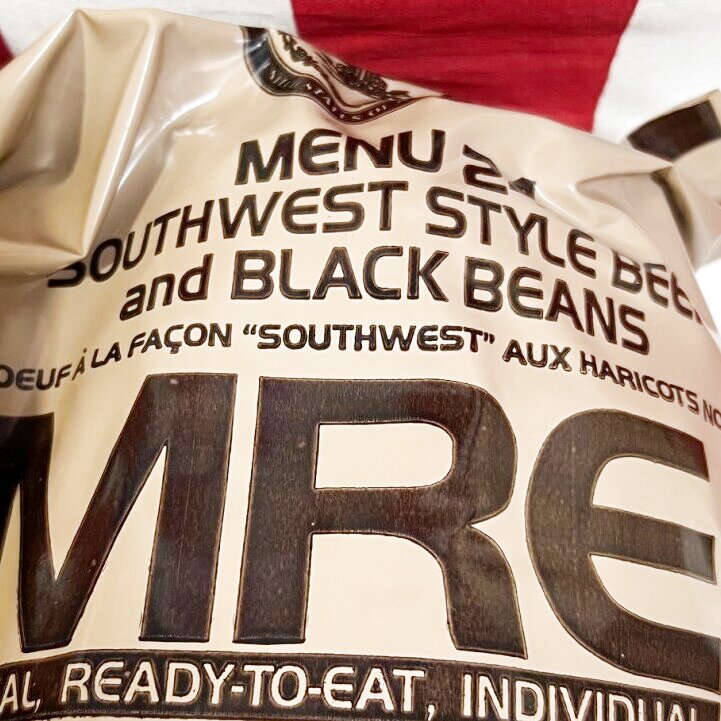 MENU 2
SOUTHWEST STYLE BEE
and BLACK BEANS
OEUF À LA FAÇON “SOUTHWEST” AUX HARICOTS NO
MRE
AL, READY-TO-EAT, INDIVIDUAL